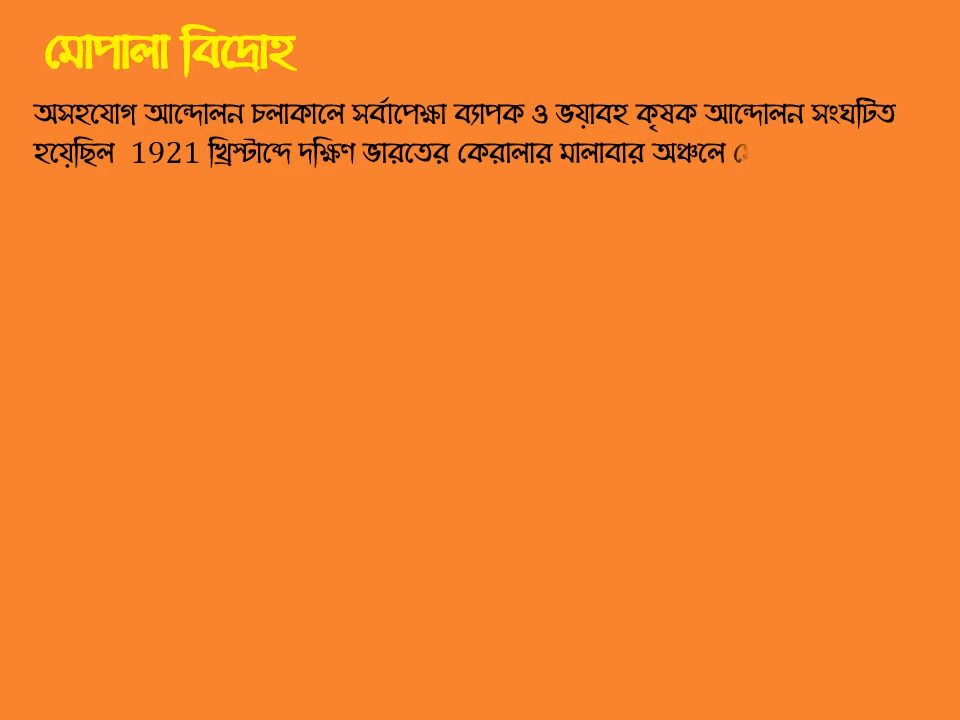 মোপালা বিদ্রোহ
অসহযোগ আন্দোলন চলাকালে সর্বাপেক্ষা ব্যাপক ও ভয়াবহ কৃষক আন্দোলন সংঘটিত
হয়েছিল 1921 খ্রিস্টাব্দে দক্ষিণ ভারতের কেরালার মালাবার অঞ্চলে